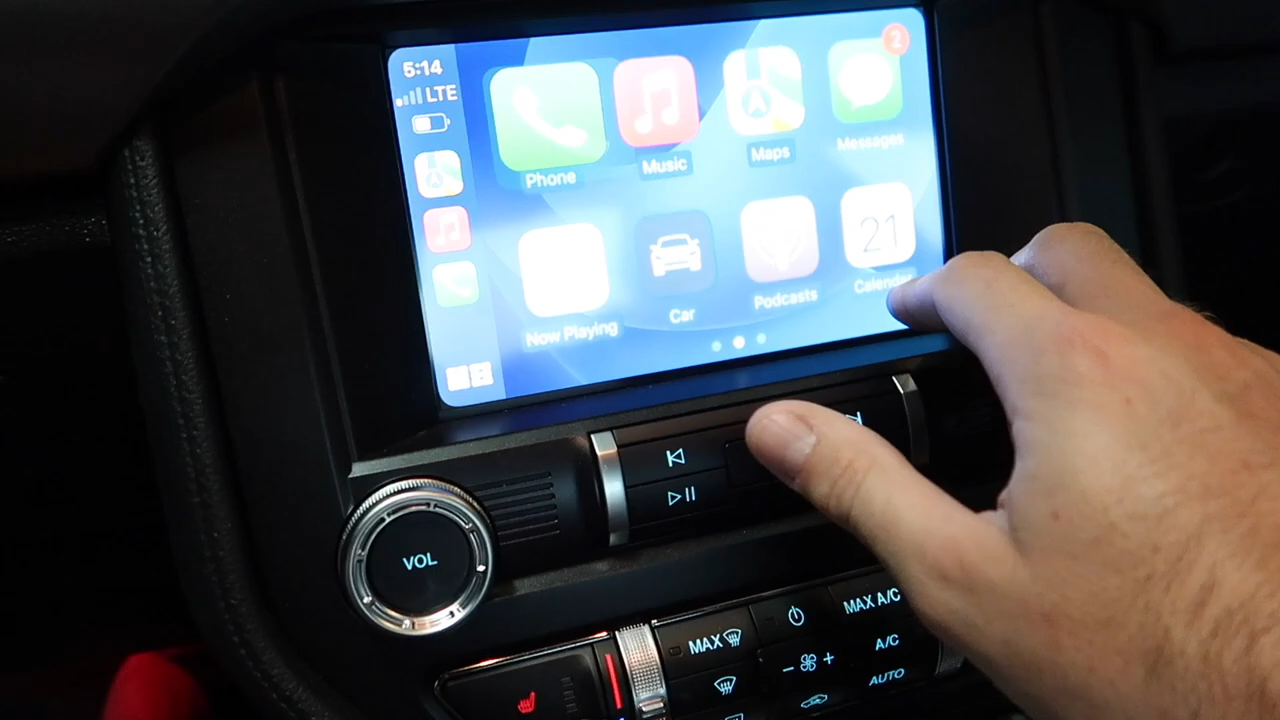 5:14
LTE
2
Phone
Music
Maps
Messages
21
Now Playing
Car
Podcasts
Calendar
VOL
MAX
MAX A/C
A/C
AUTO